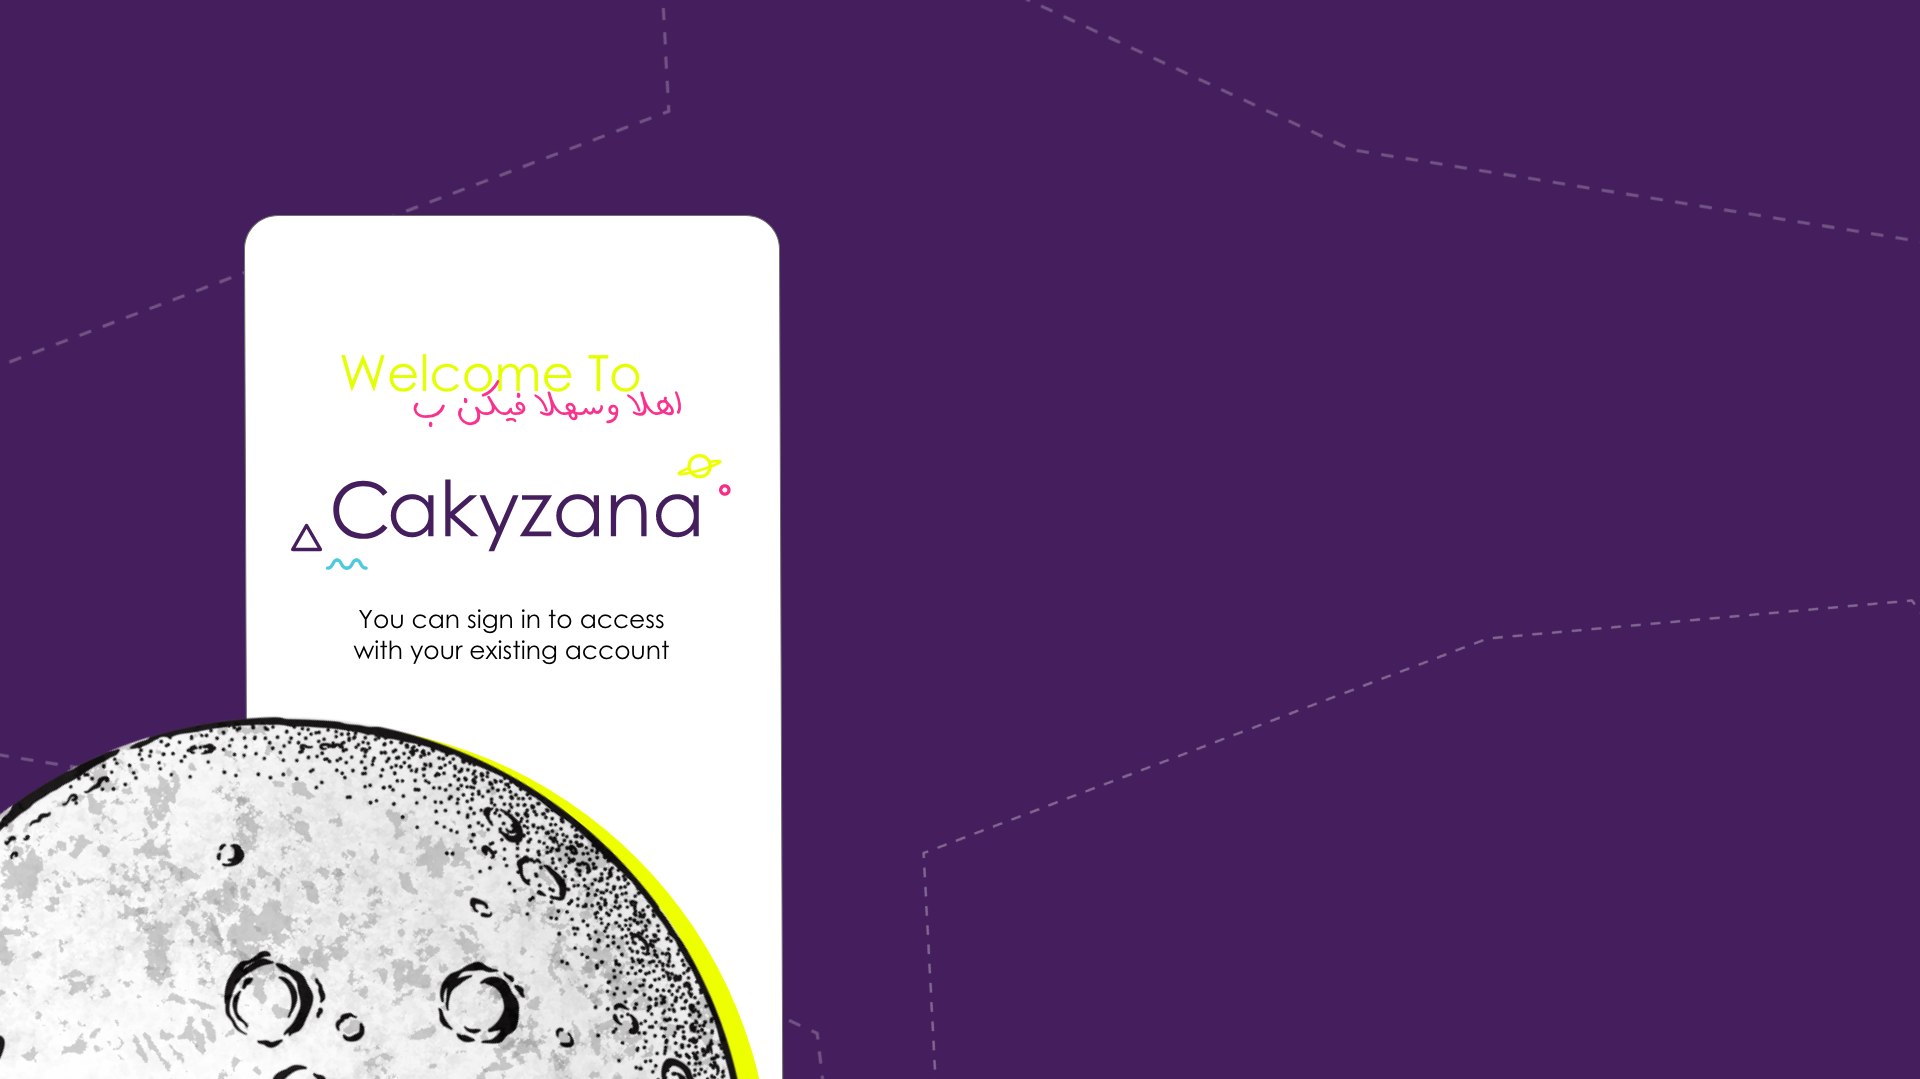 Welcome To
اهلا وسهلا فيكن ب
Cakyzana
You can sign in to access
with your existing account